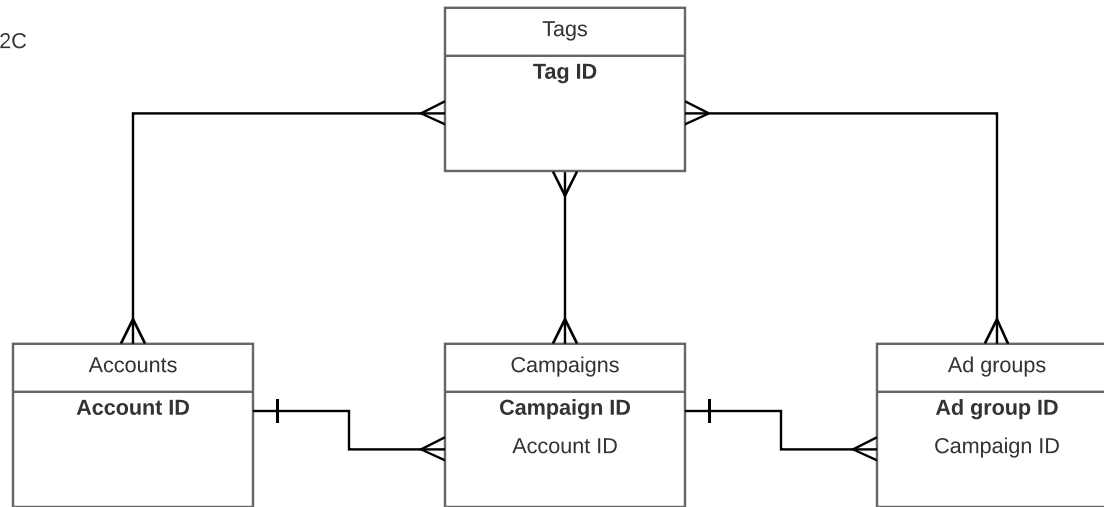 2C
Tags
Tag ID
Accounts
Account ID
Campaigns
Campaign ID
Account ID
Ad groups
Ad group ID
Campaign ID